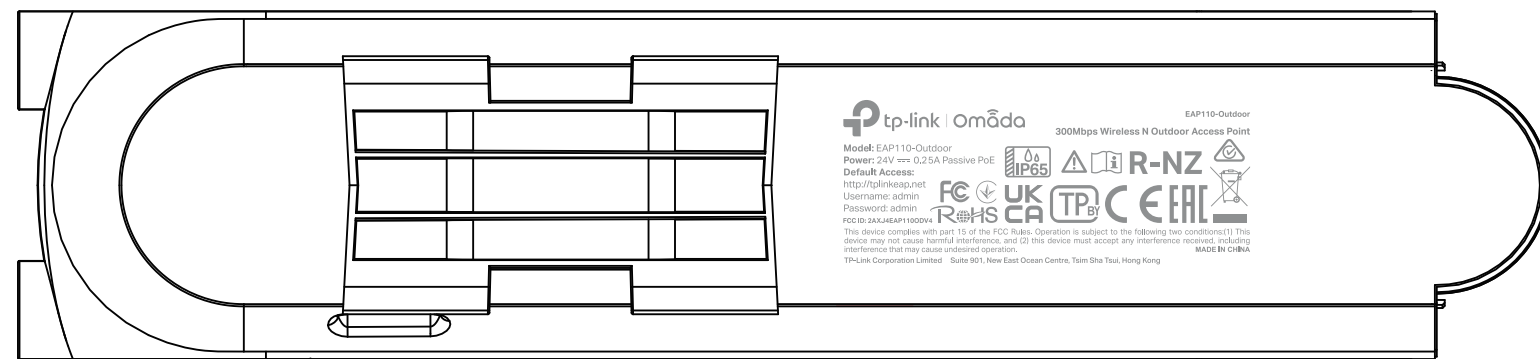 tp-link | omada
EAP110-Outdoor
300Mbps Wireless N Outdoor Access Point
Model: EAP110-Outdoor
Power: 24V ⎓ 0.25A Passive PoE
Default Access:
http://tplinkeap.net
Username: admin
Password: admin
FCC ID: 2AXJ4EAP110ODV4
IP65
R-NZ
FC
UK
CA
TP BY
CE
EAC
RoHS
This device complies with part 15 of the FCC Rules. Operation is subject to the following two conditions:(1) This
device may not cause harmful interference, and (2) this device must accept any interference received, including
interference that may cause undesired operation.
MADE IN CHINA
TP-Link Corporation Limited Suite 901, New East Ocean Centre, Tsim Sha Tsui, Hong Kong